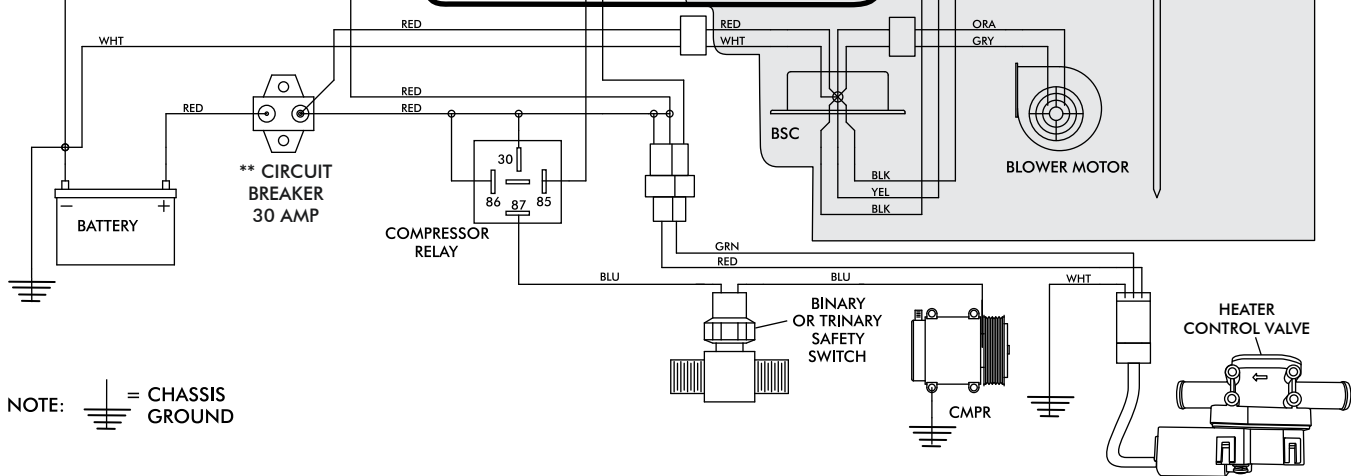 RED
RED
ORA
WHT
WHT
GRY
RED
RED
RED
BSC
BLOWER MOTOR
** CIRCUIT
BREAKER
30 AMP
30
86
87
85
BLK
YEL
BLK
−
+
BATTERY
COMPRESSOR
RELAY
GRN
RED
BLU
BLU
WHT
BINARY
OR TRINARY
SAFETY
SWITCH
HEATER
CONTROL VALVE
CMPR
NOTE:
= CHASSIS
GROUND